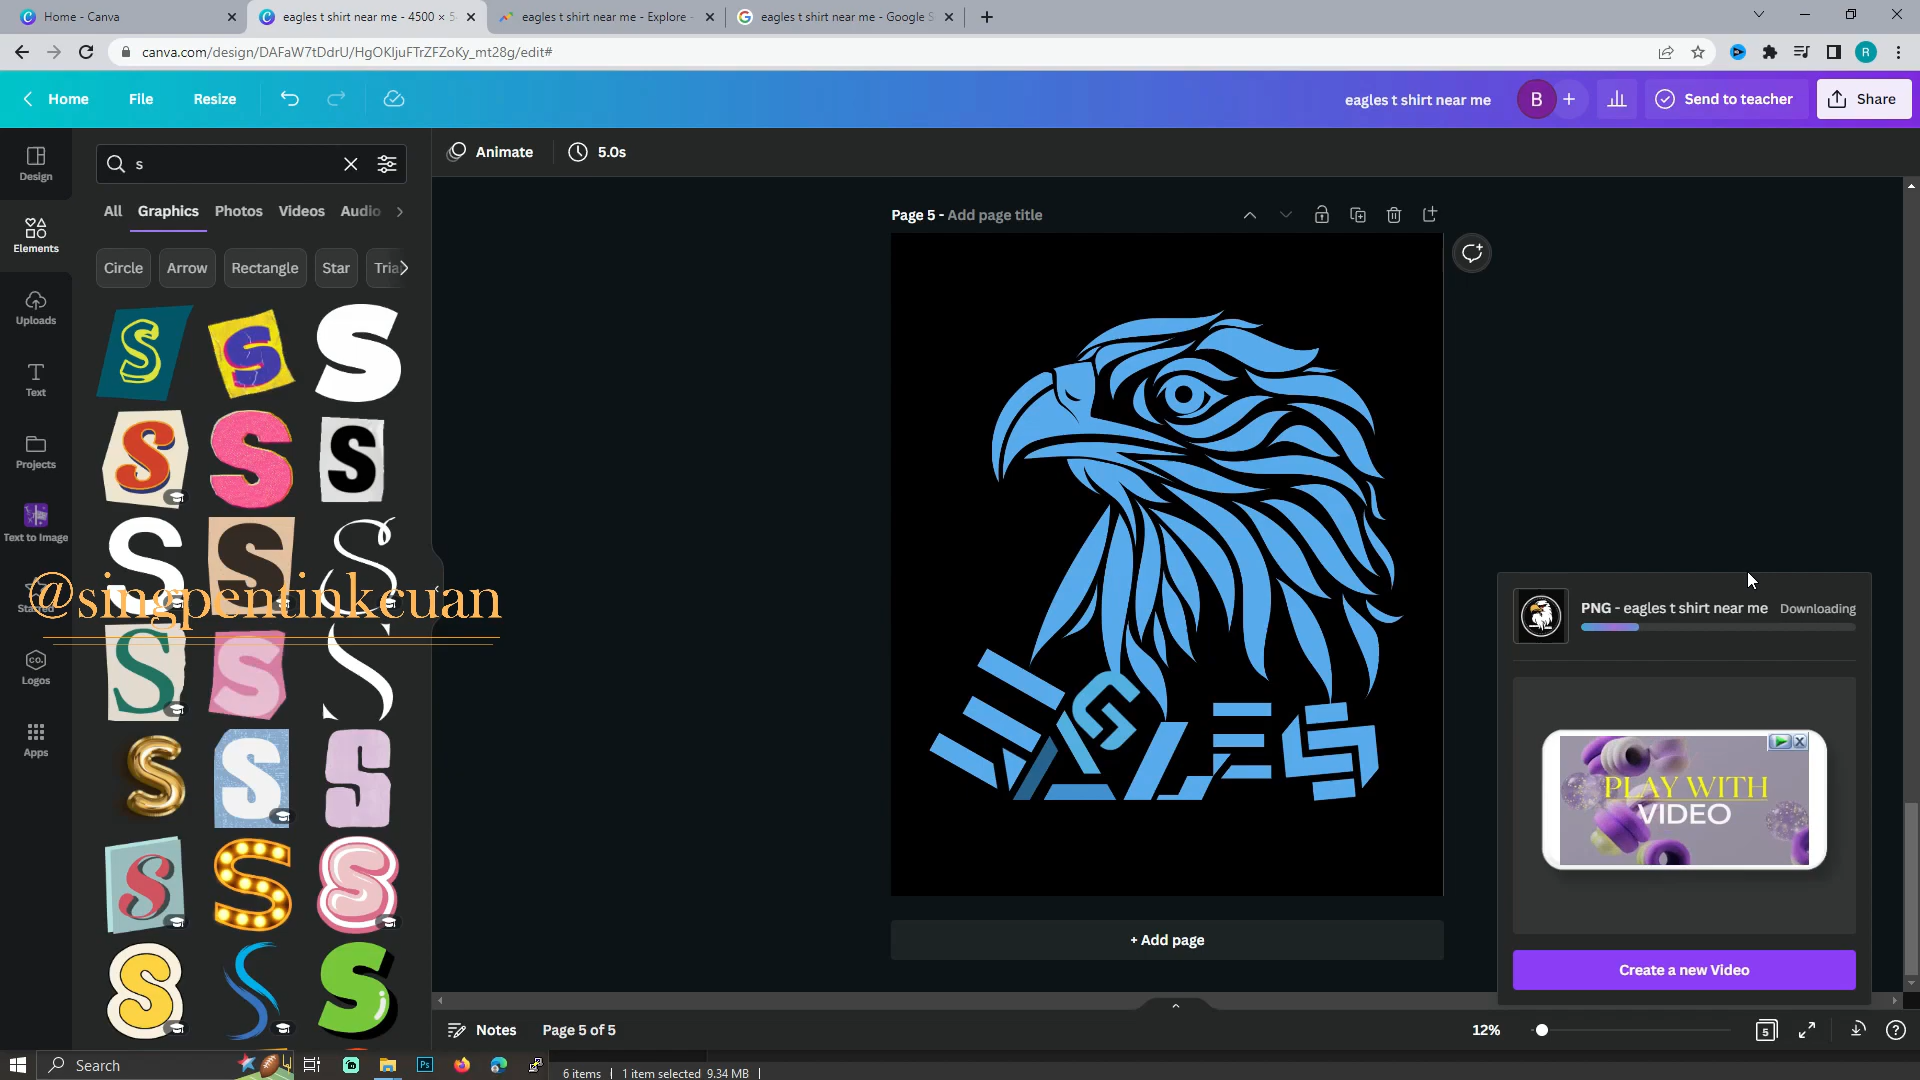 Home - Canva
eagles t shirt near me - 4500 × 5
eagles t shirt near me - Explore -
eagles t shirt near me - Google S
canva.com/design/DAFaW7tDdrU/HgOKIjuFTrZFZoKy_mt28g/edit#
R
Home
File
Resize
eagles t shirt near me
B
Send to teacher
Share
Design
Elements
Uploads
Text
Projects
Text to Image
Logos
Apps
s
All
Graphics
Photos
Videos
Audio
Circle
Arrow
Rectangle
Star
Tria
@singpentinkcuan
Animate
5.0s
Page 5 - Add page title
EAGLES
+ Add page
PNG - eagles t shirt near me
Downloading
PLAY WITH
VIDEO
Create a new Video
Notes
Page 5 of 5
12%
5
Search
Ps
6 items
1 item selected 9.34 MB